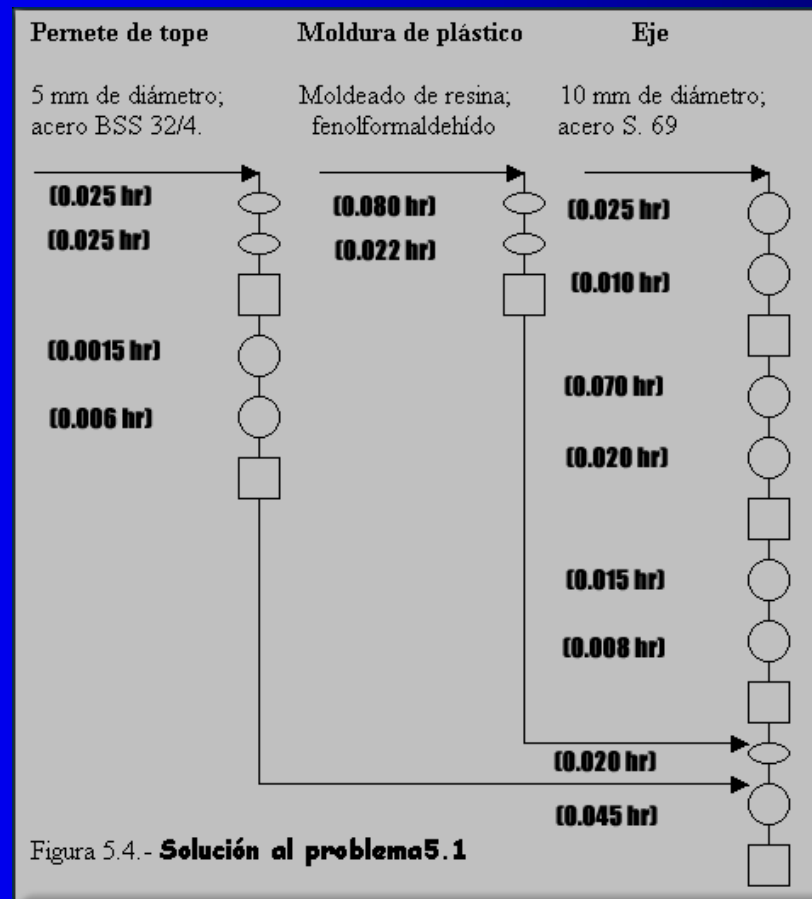 Pernete de tope
Moldura de plástico
Eje
5 mm de diámetro;
acero BSS 32/4.
Moldeado de resina;
fenolformaldehído
10 mm de diámetro;
acero S. 69
(0.025 hr)
(0.025 hr)
(0.0015 hr)
(0.006 hr)
(0.080 hr)
(0.022 hr)
(0.025 hr)
(0.010 hr)
(0.070 hr)
(0.020 hr)
(0.015 hr)
(0.008 hr)
(0.020 hr)
(0.045 hr)
Figura 5.4.- Solución al problema5.1